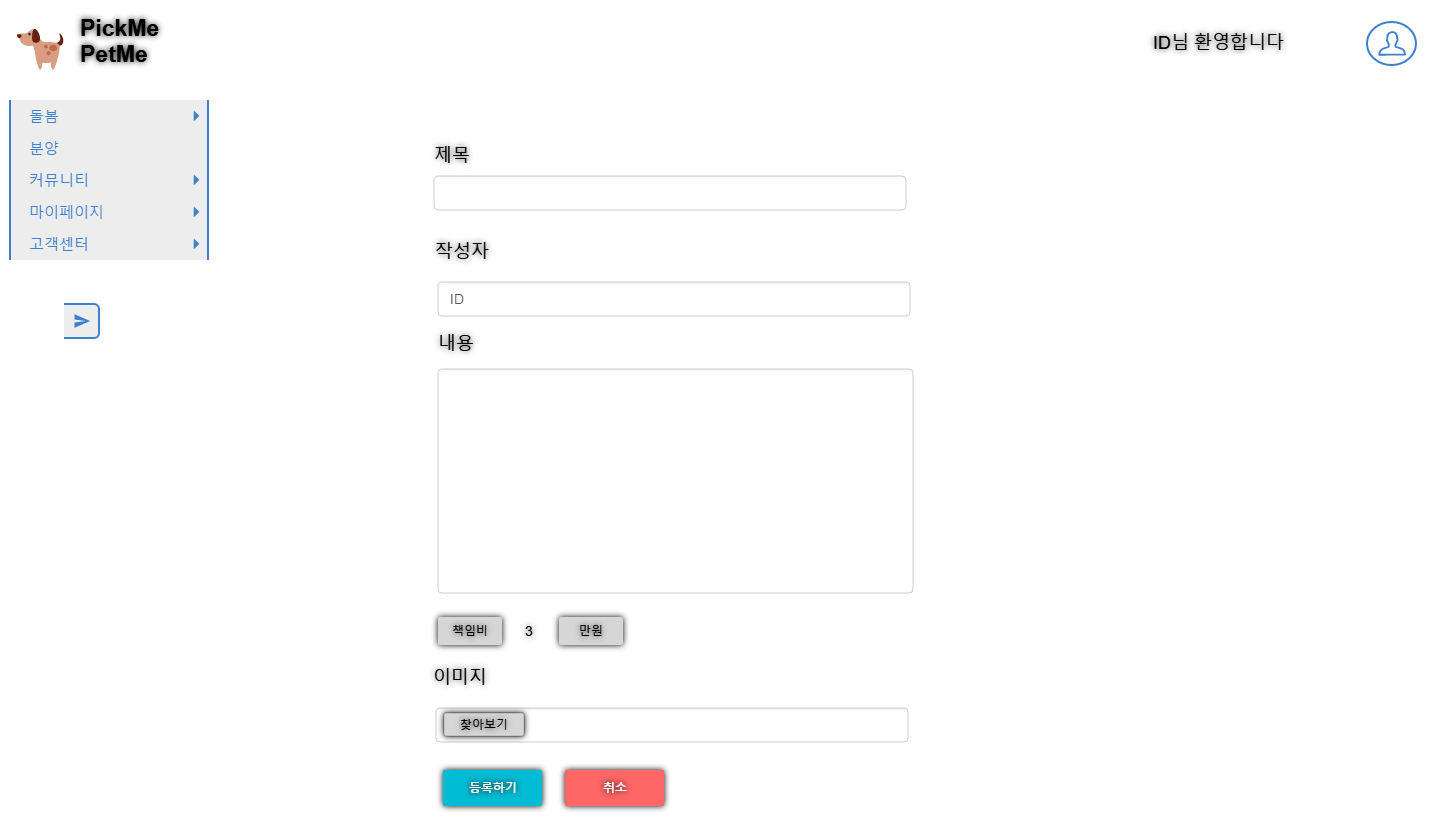 PickMe
PetMe
ID님 환영합니다
돌봄
분양
커뮤니티
마이페이지
고객센터
제목
작성자
ID
내용
책임비 3 만원
이미지
찾아보기
등록하기 취소